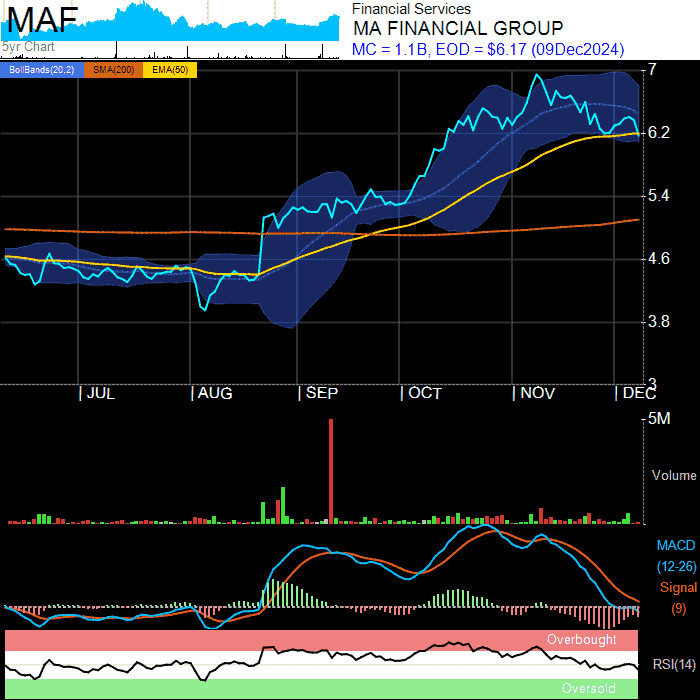 MAF
5yr Chart
Financial Services
MA FINANCIAL GROUP
MC = 1.1B, EOD = $6.17 (09Dec2024)
BollBands(20,2) SMA(200) EMA(50)
7
6.2
5.4
4.6
3.8
3
| JUL | AUG | SEP | OCT | NOV | DEC
5M
Volume
MACD
(12-26)
Signal
(9)
Overbought
RSI(14)
Oversold